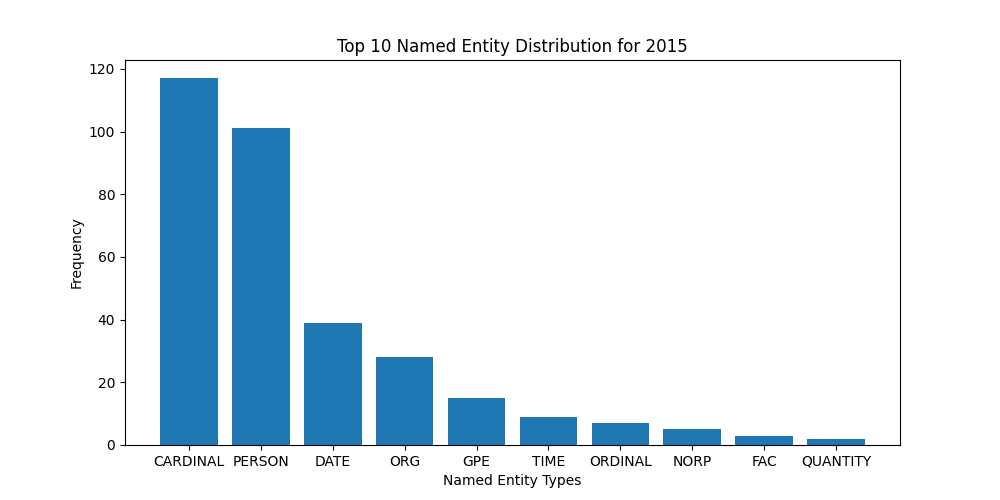 Top 10 Named Entity Distribution for 2015
120
100
80
60
40
20
0
Frequency
CARDINAL PERSON DATE ORG GPE TIME ORDINAL NORP FAC QUANTITY
Named Entity Types